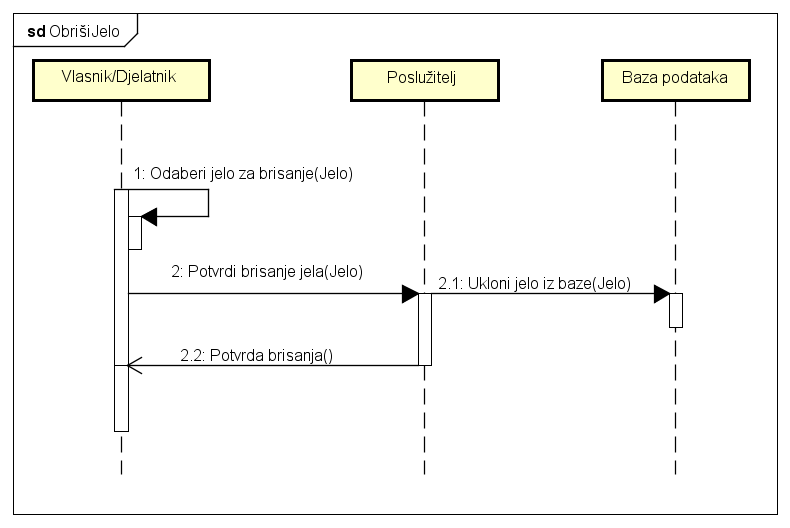 sd ObrišiJelo
Vlasnik/Djelatnik
Poslužitelj
Baza podataka
1: Odaberi jelo za brisanje(Jelo)
2: Potvrdi brisanje jela(Jelo)
2.1: Ukloni jelo iz baze(Jelo)
2.2: Potvrda brisanja()